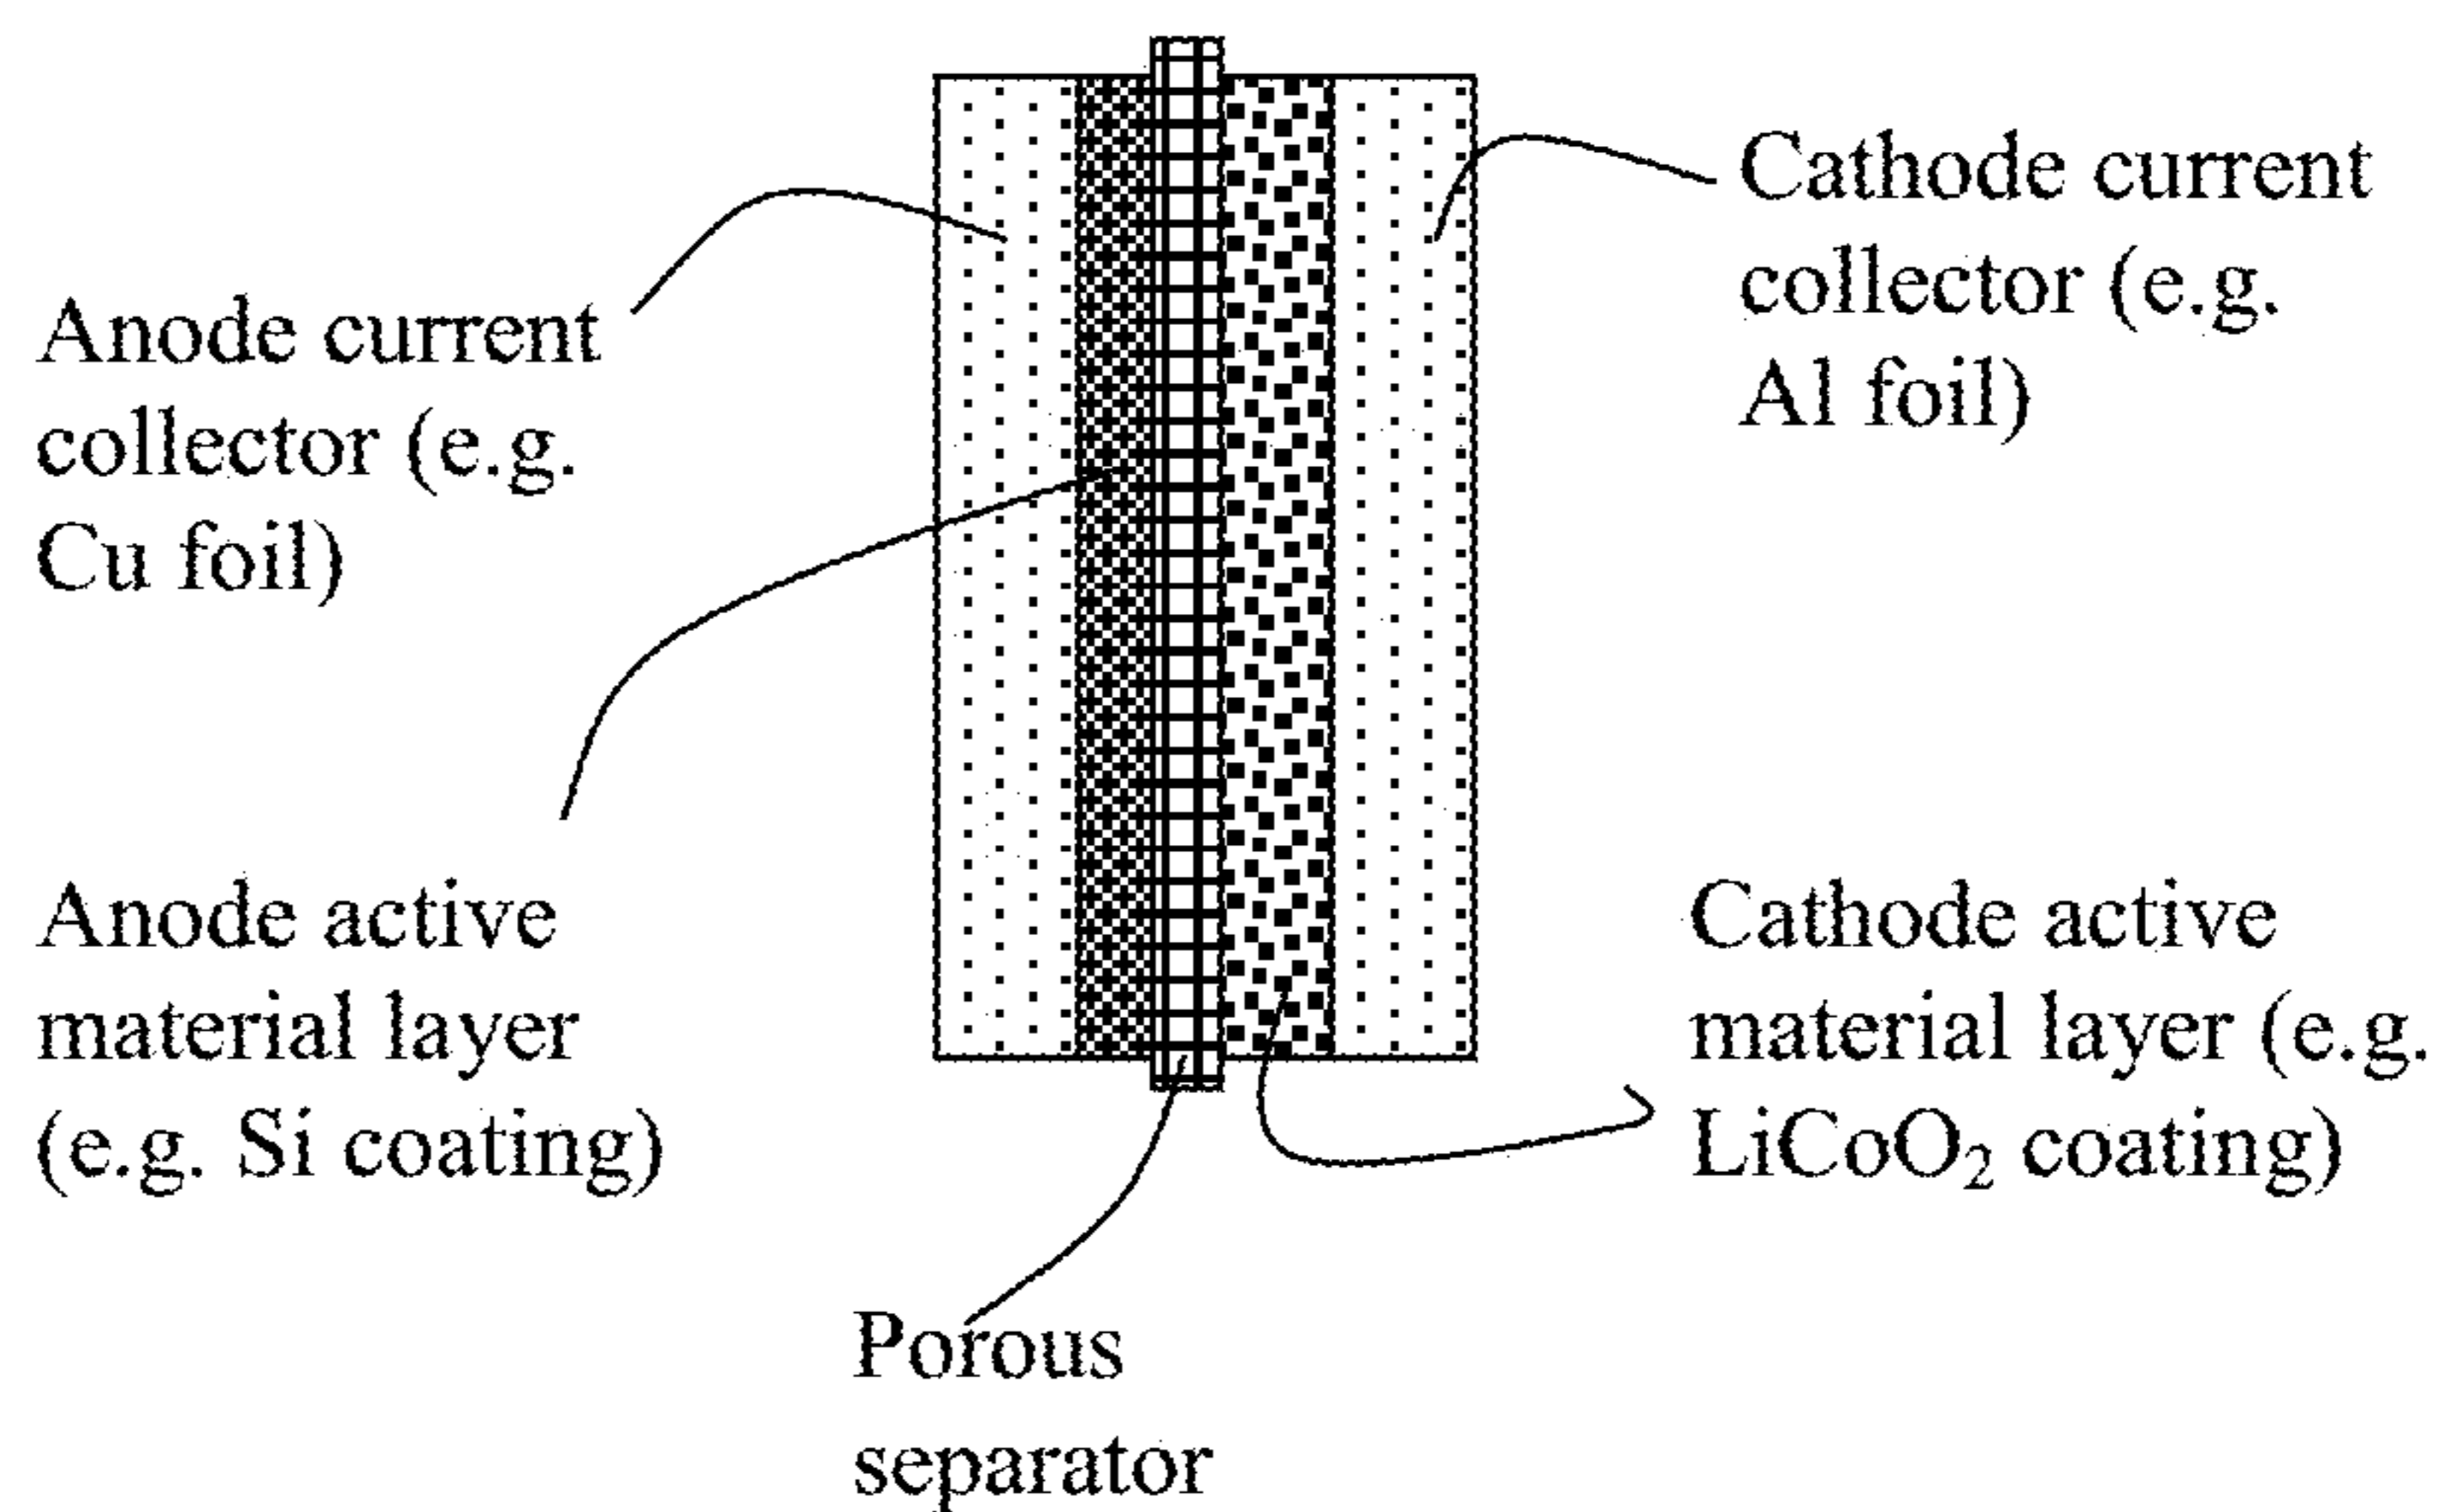 Anode current
collector (e.g.
Cu foil)
Cathode current
collector (e.g.
Al foil)
Anode active
material layer
(e.g. Si coating)
Cathode active
material layer (e.g.
LiCoO₂ coating)
Porous
separator